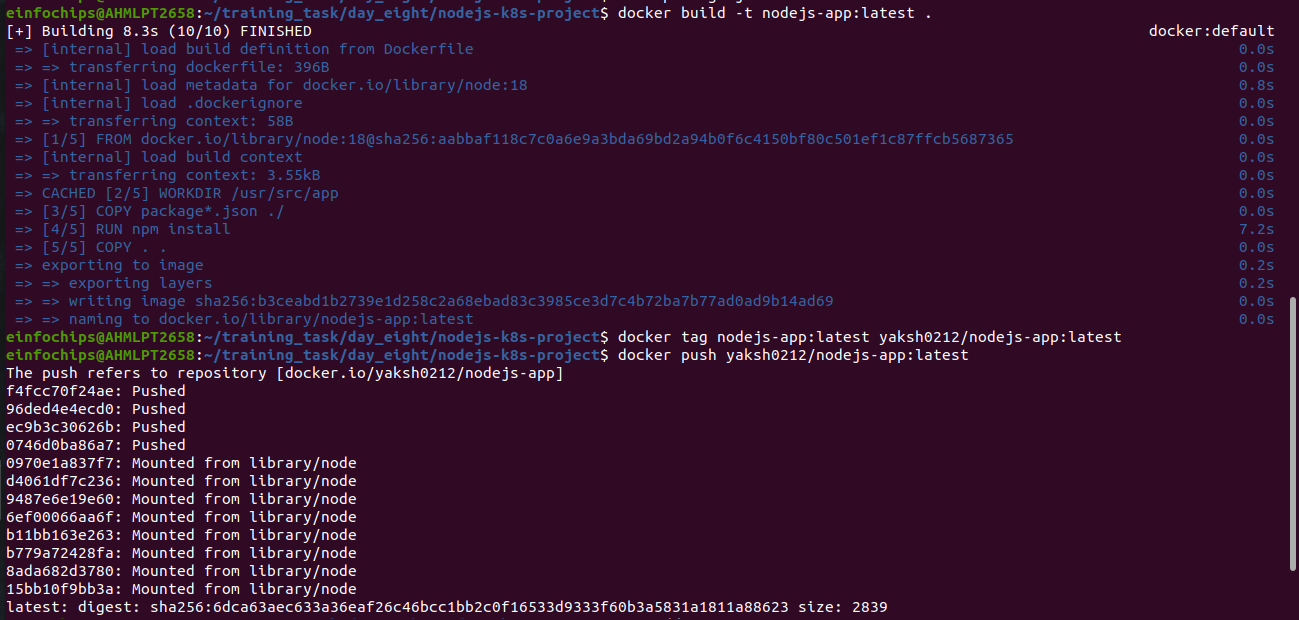 einfochips@AHMLPT2658:~/training_task/day_eight/nodejs-k8s-project$ docker build -t nodejs-app:latest .
[+] Building 8.3s (10/10) FINISHED docker:default
=> [internal] load build definition from Dockerfile 0.0s
=> => transferring dockerfile: 396B 0.0s
=> [internal] load metadata for docker.io/library/node:18 0.8s
=> [internal] load .dockerignore 0.0s
=> => transferring context: 58B 0.0s
=> [1/5] FROM docker.io/library/node:18@sha256:aabbaf118c7c0a6e9a3bda69bd2a94b0f6c4150bf80c501ef1c87ffcb5687365 0.0s
=> [internal] load build context 0.0s
=> => transferring context: 3.55kB 0.0s
=> CACHED [2/5] WORKDIR /usr/src/app 0.0s
=> [3/5] COPY package*.json ./ 0.0s
=> [4/5] RUN npm install 7.2s
=> [5/5] COPY . . 0.0s
=> exporting to image 0.2s
=> => exporting layers 0.2s
=> => writing image sha256:b3ceabd1b2739e1d258c2a68ebad83c3985ce3d7c4b72ba7b77ad0ad9b14ad69 0.0s
=> => naming to docker.io/library/nodejs-app:latest 0.0s
einfochips@AHMLPT2658:~/training_task/day_eight/nodejs-k8s-project$ docker tag nodejs-app:latest yaksh0212/nodejs-app:latest
einfochips@AHMLPT2658:~/training_task/day_eight/nodejs-k8s-project$ docker push yaksh0212/nodejs-app:latest
The push refers to repository [docker.io/yaksh0212/nodejs-app]
f4fcc70f24ae: Pushed
96ded4e4ecd0: Pushed
ec9b3c30626b: Pushed
0746d0ba86a7: Pushed
0970e1a837f7: Mounted from library/node
d4061df7c236: Mounted from library/node
9487e6e19e60: Mounted from library/node
6ef00066aa6f: Mounted from library/node
b11bb163e263: Mounted from library/node
b779a72428fa: Mounted from library/node
8ada682d3780: Mounted from library/node
15bb10f9bb3a: Mounted from library/node
latest: digest: sha256:6dca63aec633a36eaf26c46bcc1bb2c0f16533d9333f60b3a5831a1811a88623 size: 2839